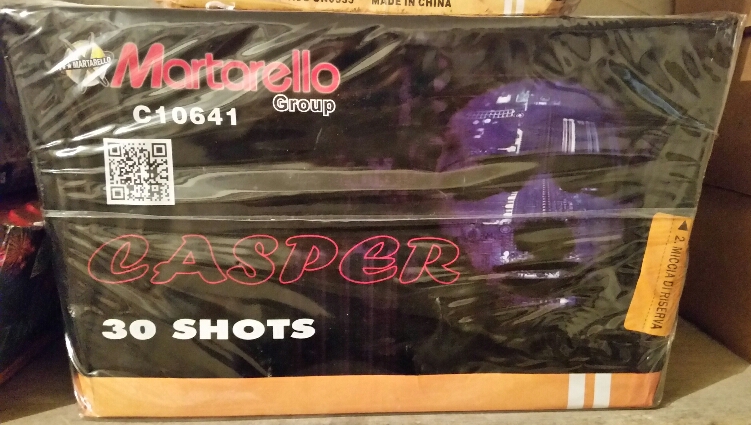 MADE IN CHINA
MARTARELLO
Martarello
Group
C10641
CASPER
30 SHOTS
2 MICCIA DI RISERVA